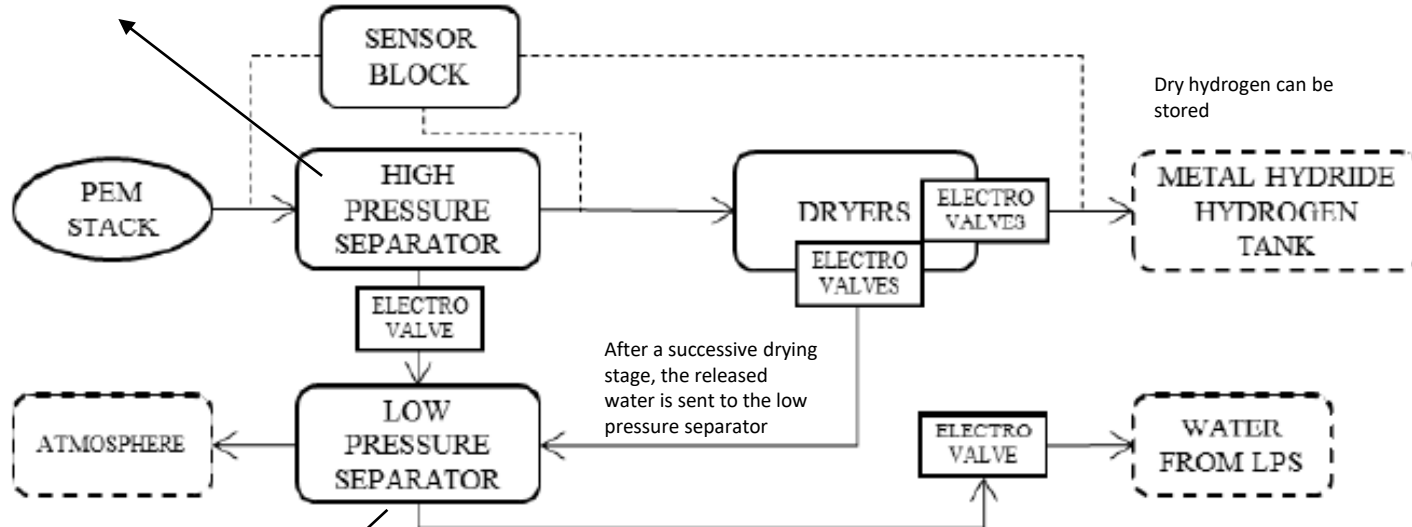 SENSOR
BLOCK
Dry hydrogen can be
stored
PEM
STACK
HIGH
PRESSURE
SEPARATOR
DRYERS
ELECTRO
VALVES
ELECTRO
VALVES
METAL HYDRIDE
HYDROGEN
TANK
ELECTRO
VALVE
After a successive drying
stage, the released
water is sent to the low
pressure separator
ATMOSPHERE
LOW
PRESSURE
SEPARATOR
ELECTRO
VALVE
WATER
FROM LPS